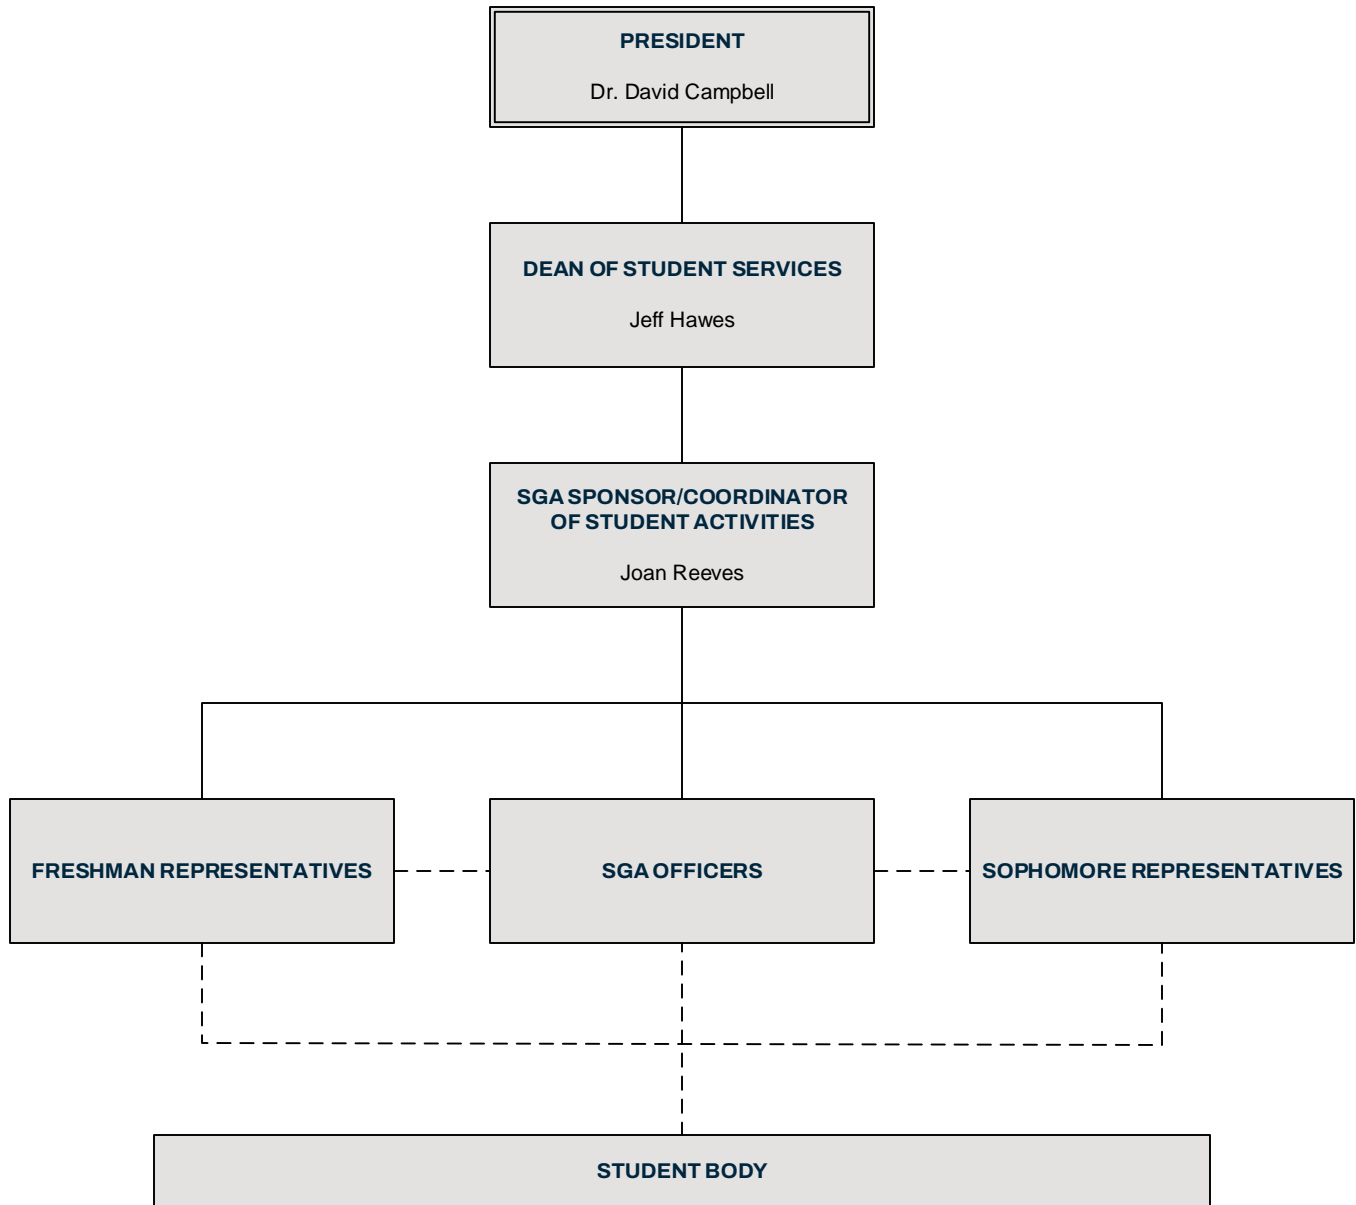 PRESIDENT
Dr. David Campbell
DEAN OF STUDENT SERVICES
Jeff Hawes
SGA SPONSOR/COORDINATOR
OF STUDENT ACTIVITIES
Joan Reeves
FRESHMAN REPRESENTATIVES
SGA OFFICERS
SOPHOMORE REPRESENTATIVES
STUDENT BODY